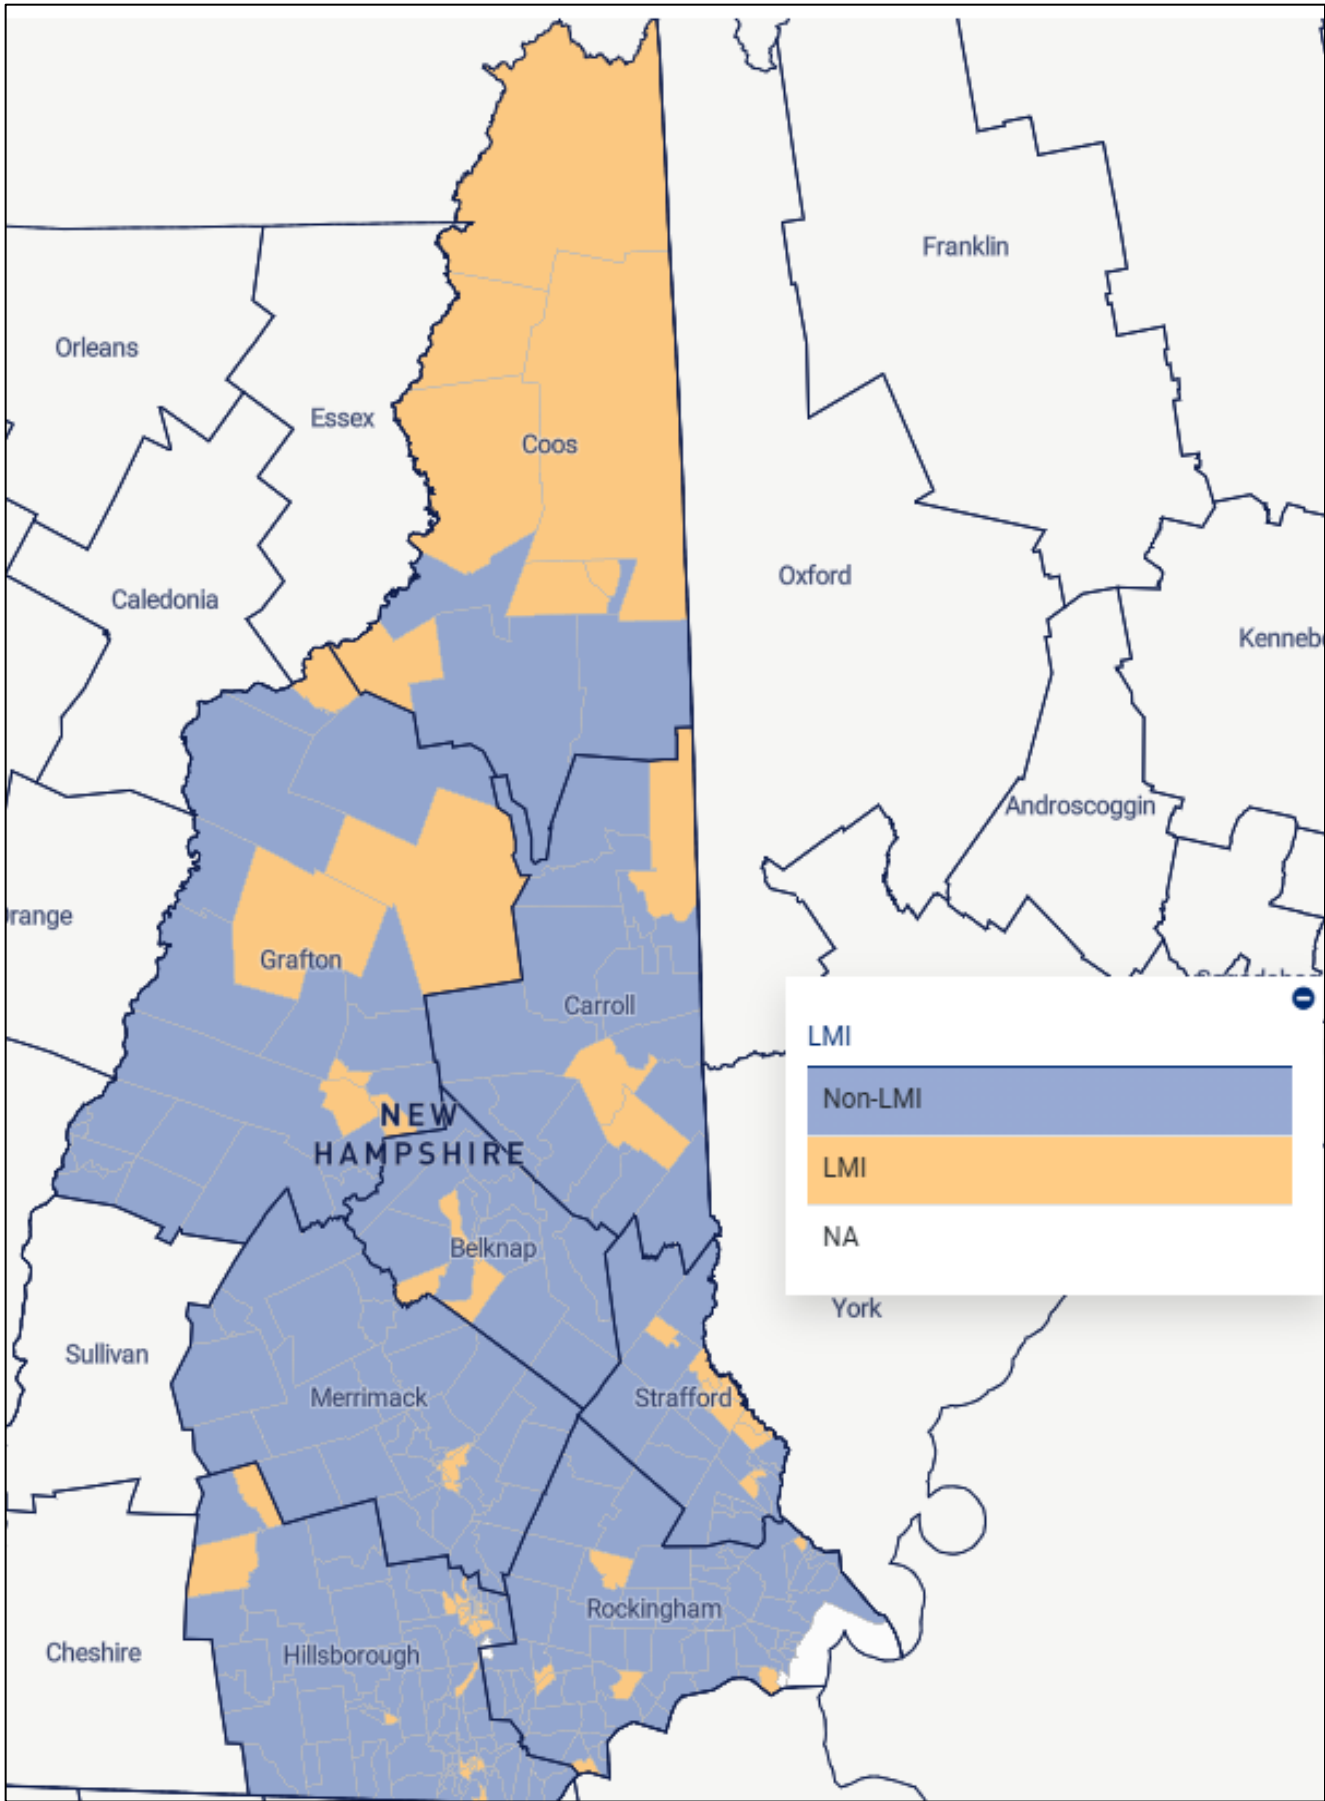 Franklin
Orleans
Essex
Coos
Oxford
Caledonia
Kenneb
Androscoggin
range
Grafton
Carroll
LMI
Non-LMI
LMI
NA
NEW
HAMPSHIRE
Belknap
York
Sullivan
Merrimack
Strafford
Rockingham
Cheshire
Hillsborough